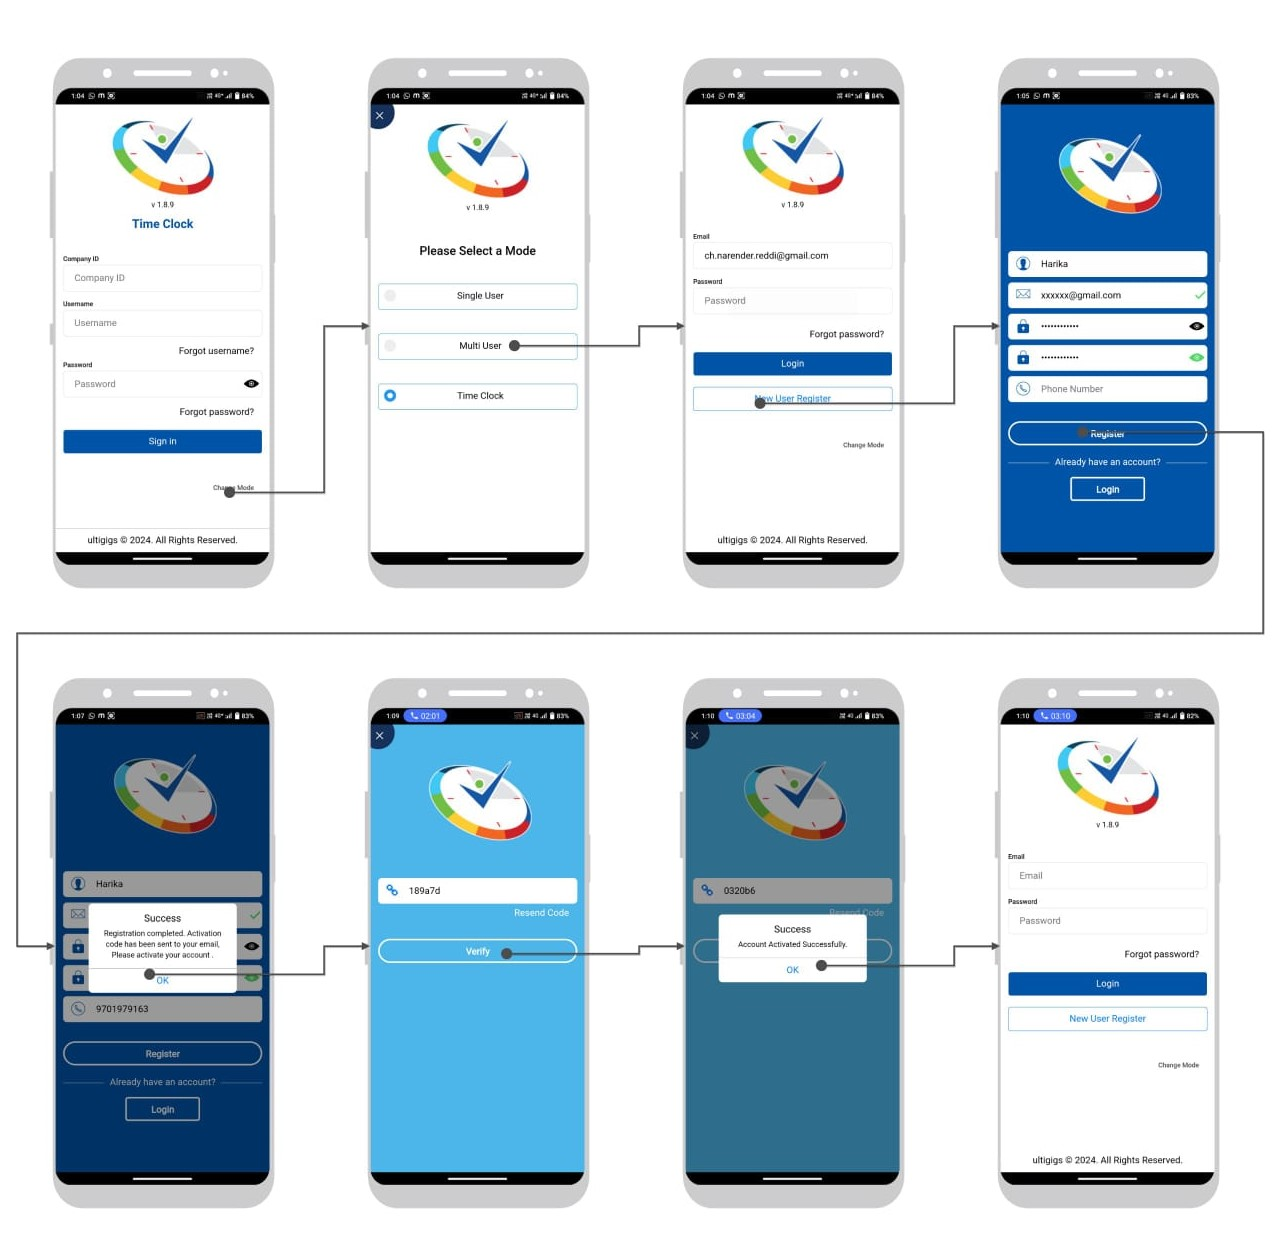 1:04
84%
v 1.8.9
Time Clock
Company ID
Company ID
Username
Username
Forgot username?
Password
Password
Forgot password?
Sign in
Change Mode
ultigigs © 2024. All Rights Reserved.
1:04
84%
v 1.8.9
Please Select a Mode
Single User
Multi User
Time Clock
1:04
84%
v 1.8.9
Email
ch.narender.reddi@gmail.com
Password
Password
Forgot password?
Login
New User Register
Change Mode
ultigigs © 2024. All Rights Reserved.
1:05
83%
Harika
xxxxxx@gmail.com
Phone Number
Register
Already have an account?
Login
1:07
83%
Harika
Success
Registration completed. Activation
code has been sent to your email,
Please activate your account .
OK
9701979163
Register
Already have an account?
Login
1:09 02:01
83%
189a7d
Resend Code
Verify
1:10 03:04
83%
0320b6
Resend Code
Success
Account Activated Successfully.
OK
1:10 03:10
82%
v 1.8.9
Email
Email
Password
Password
Forgot password?
Login
New User Register
Change Mode
ultigigs © 2024. All Rights Reserved.